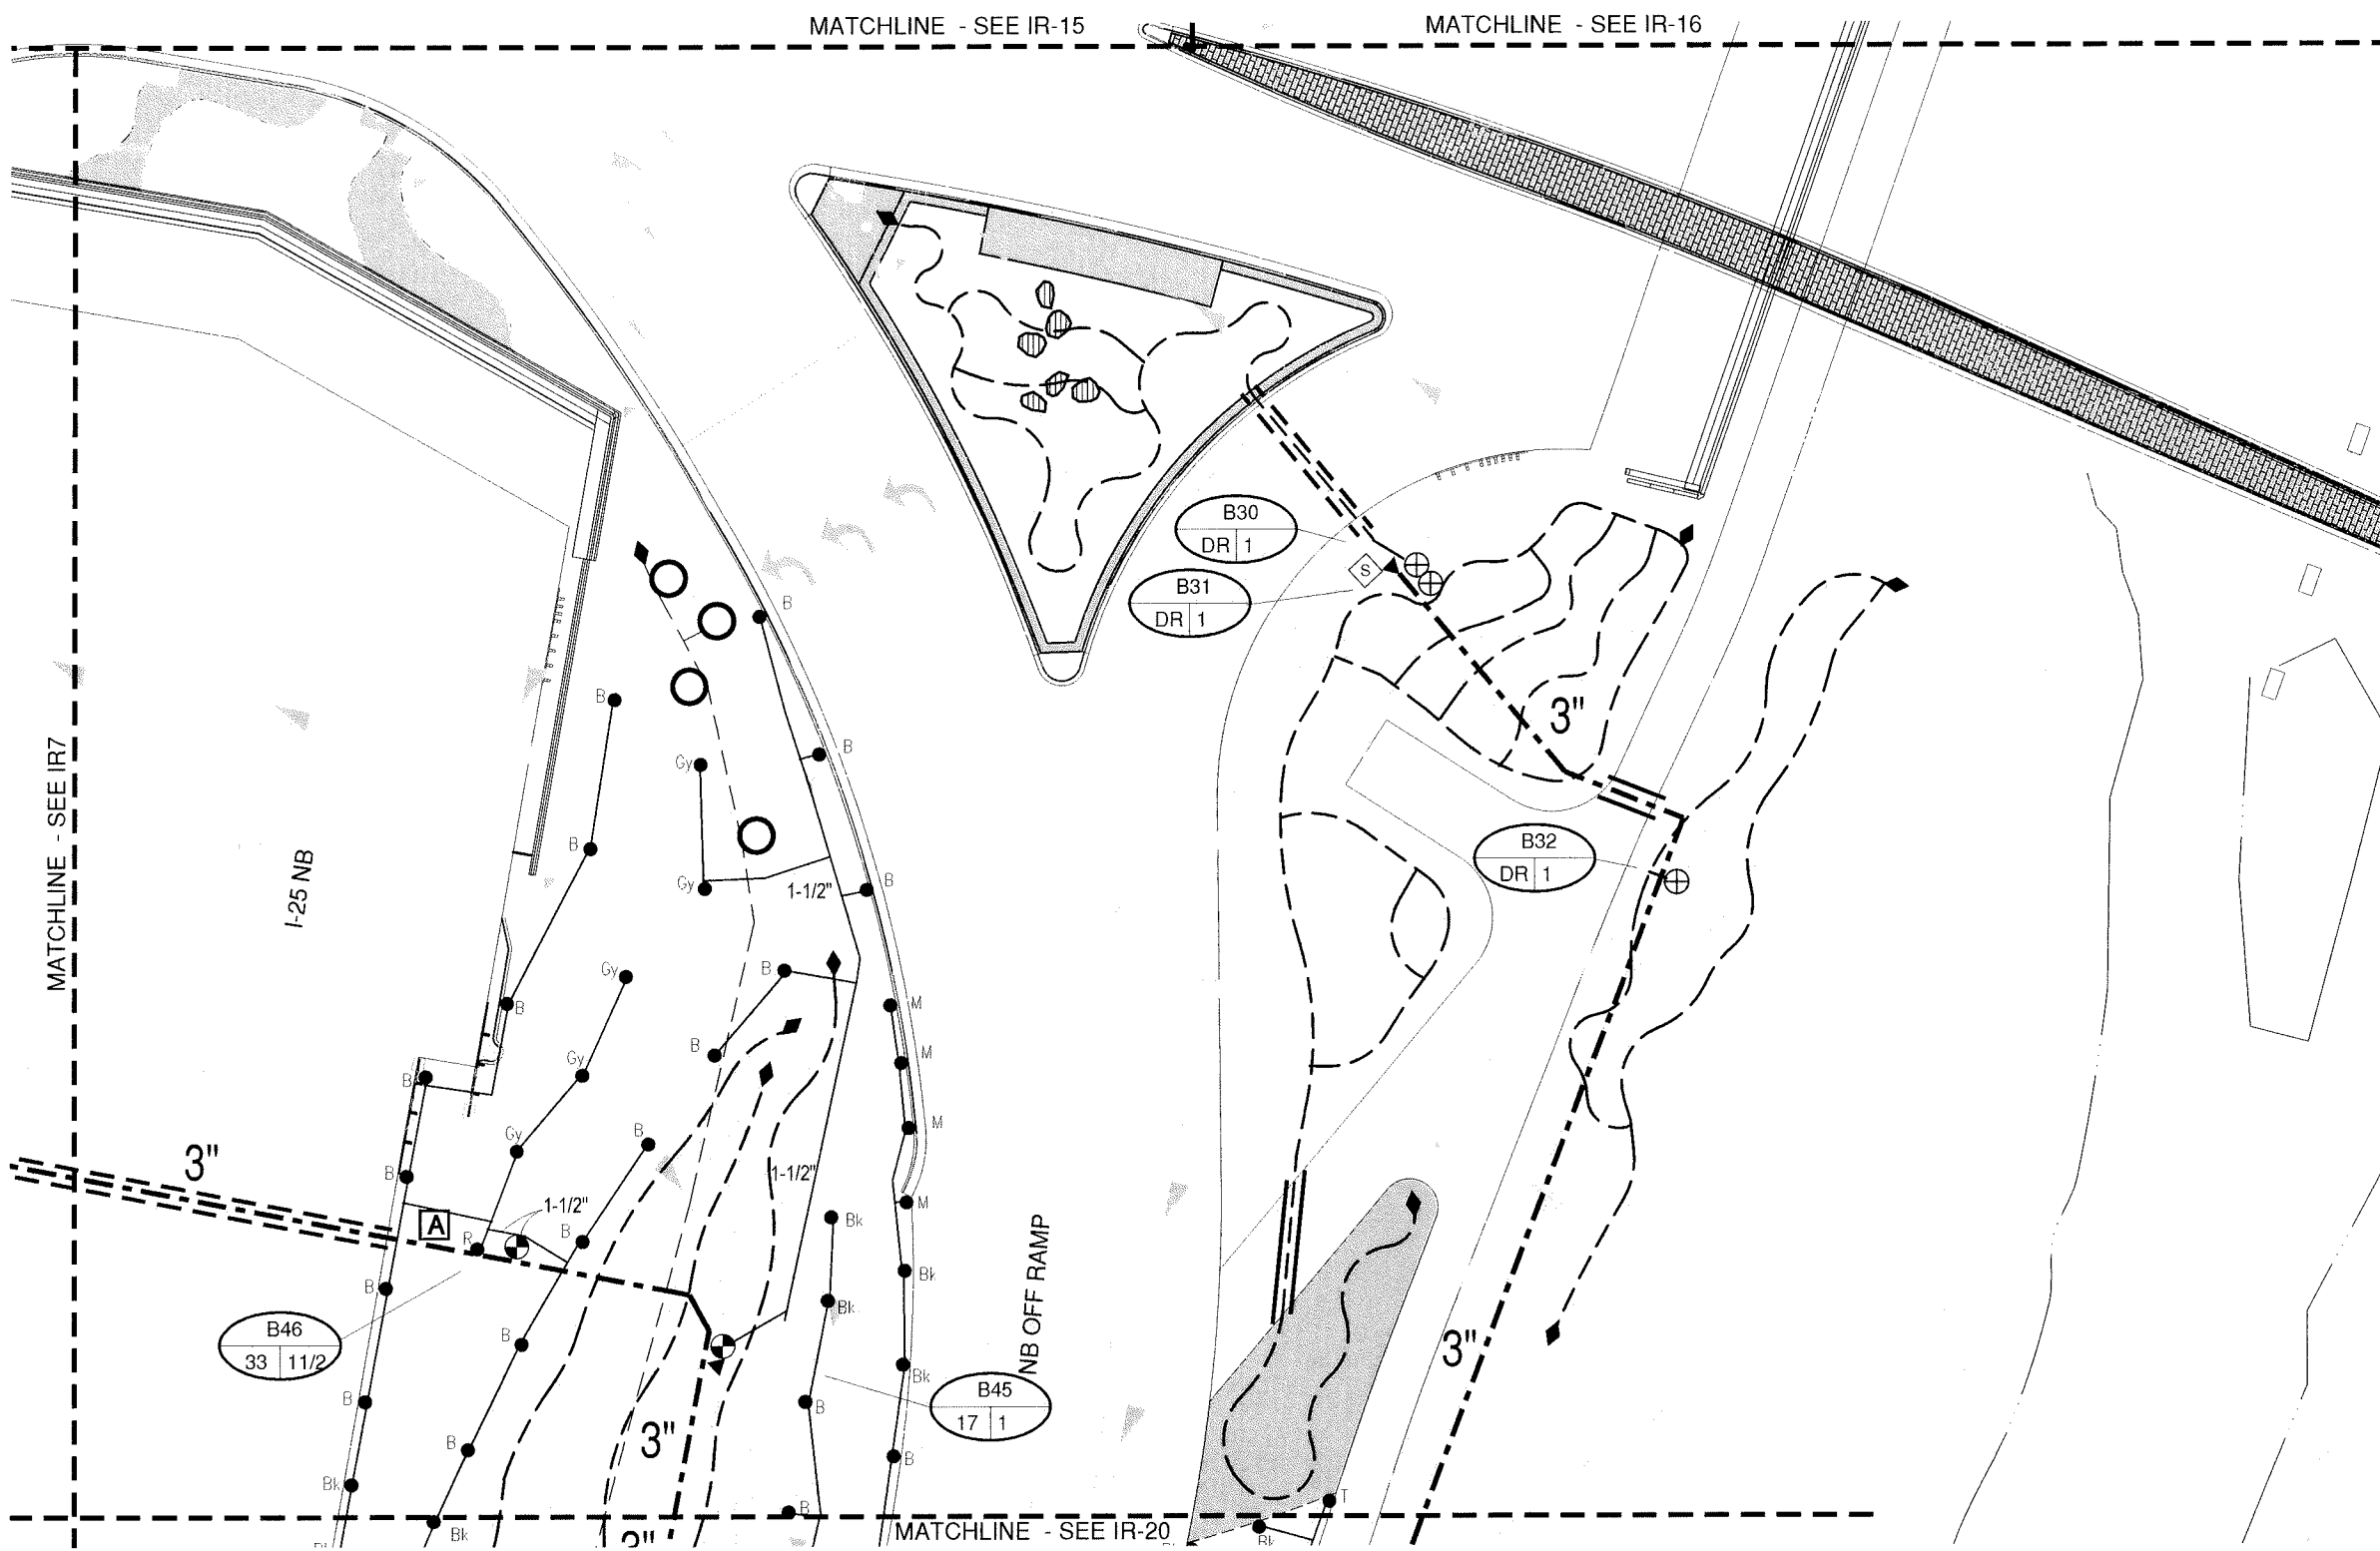 MATCHLINE - SEE IR-15
MATCHLINE - SEE IR-16
B30
DR 1
S
B31
DR 1
B
B
B
3"
Gy
MATCHLINE - SEE IR7
B
B32
DR 1
I-25 NB
Gy
1-1/2"
B
B
Gy
B
M
B
M
Gy
B
M
Gy
B
3"
B
1-1/2"
M
1-1/2"
A
Bk
B
R
NB OFF RAMP
Bk
B
Bk
B46
33 11/2
B
3"
Bk
B45
17 1
B
B
3"
B
B
Bk
T
B
Bk
MATCHLINE - SEE IR-20
3"
Bk